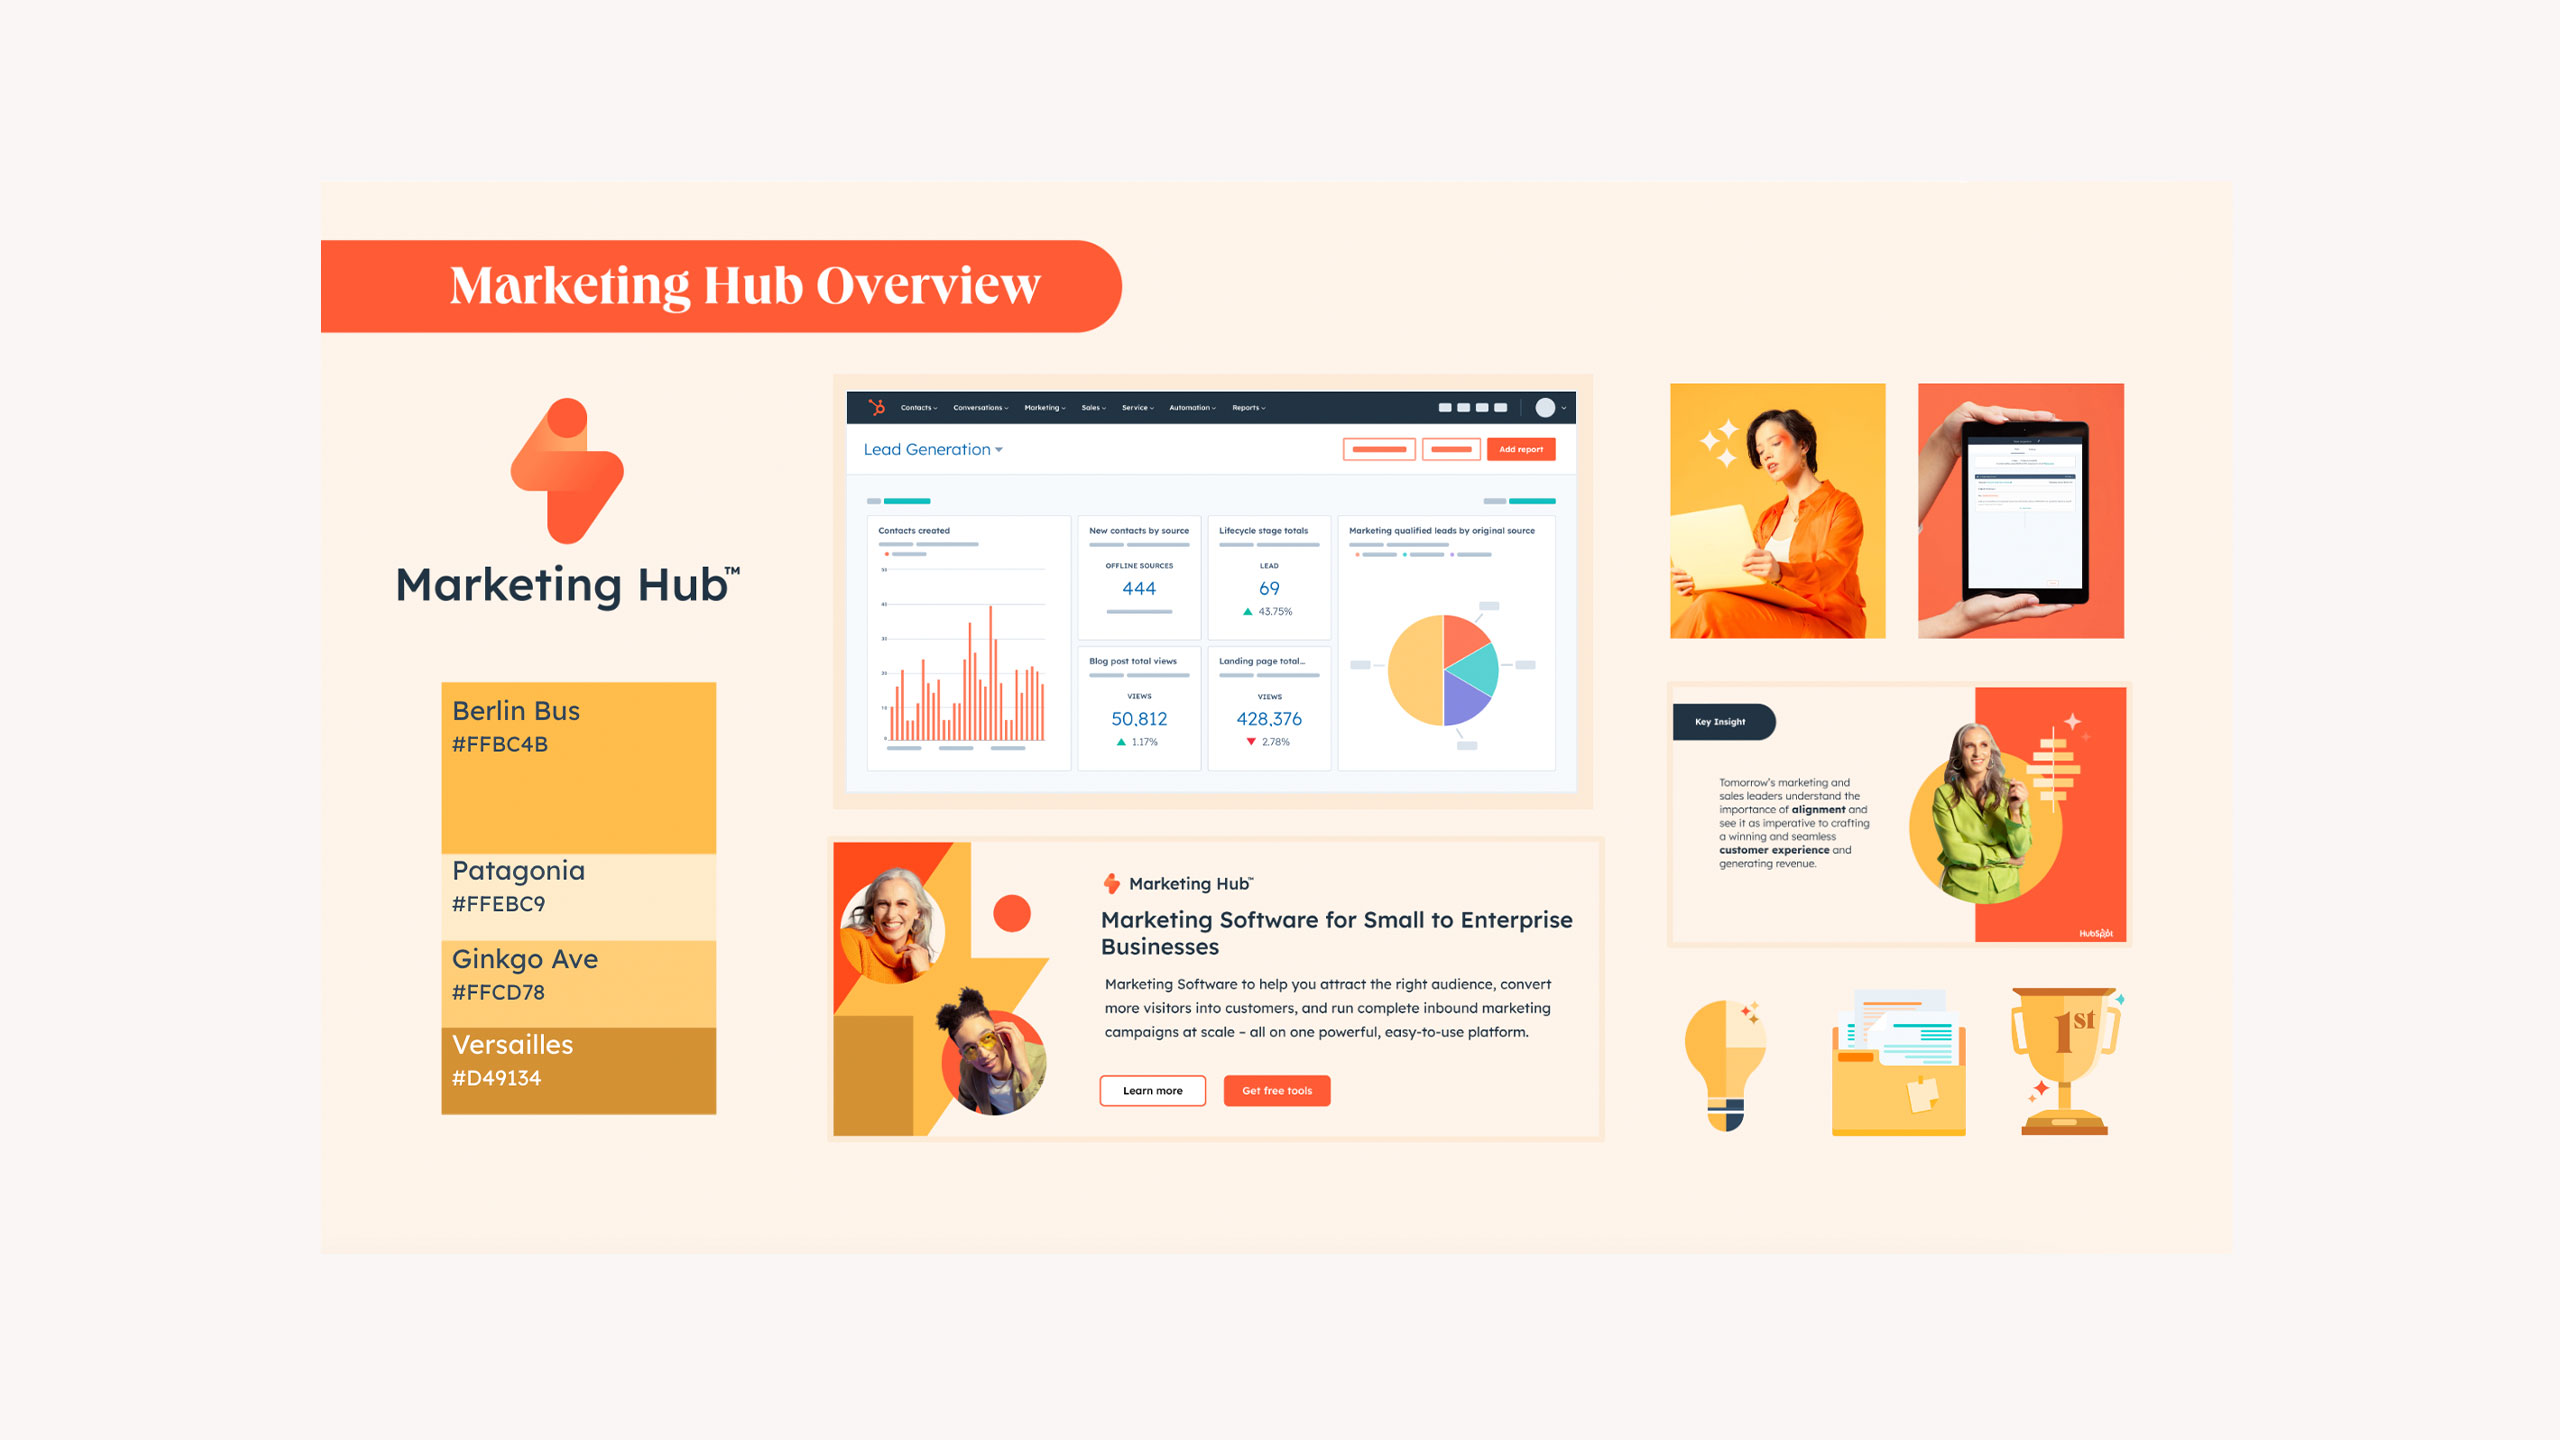 Marketing Hub Overview
Marketing Hub™
Berlin Bus
#FFBC4B
Patagonia
#FFEBC9
Ginkgo Ave
#FFCD78
Versailles
#D49134
Contacts Conversations Marketing Sales Service Automation Reports
Lead Generation
Add report
Contacts created
50
40
30
20
10
0
New contacts by source
OFFLINE SOURCES
444
Lifecycle stage totals
LEAD
69
43.75%
Blog post total views
VIEWS
50,812
1.17%
Landing page total...
VIEWS
428,376
2.78%
Marketing qualified leads by original source
Marketing Hub™
Marketing Software for Small to Enterprise
Businesses
Marketing Software to help you attract the right audience, convert
more visitors into customers, and run complete inbound marketing
campaigns at scale – all on one powerful, easy-to-use platform.
Learn more
Get free tools
Key Insight
Tomorrow's marketing and
sales leaders understand the
importance of alignment and
see it as imperative to crafting
a winning and seamless
customer experience and
generating revenue.
HubSpot
1st